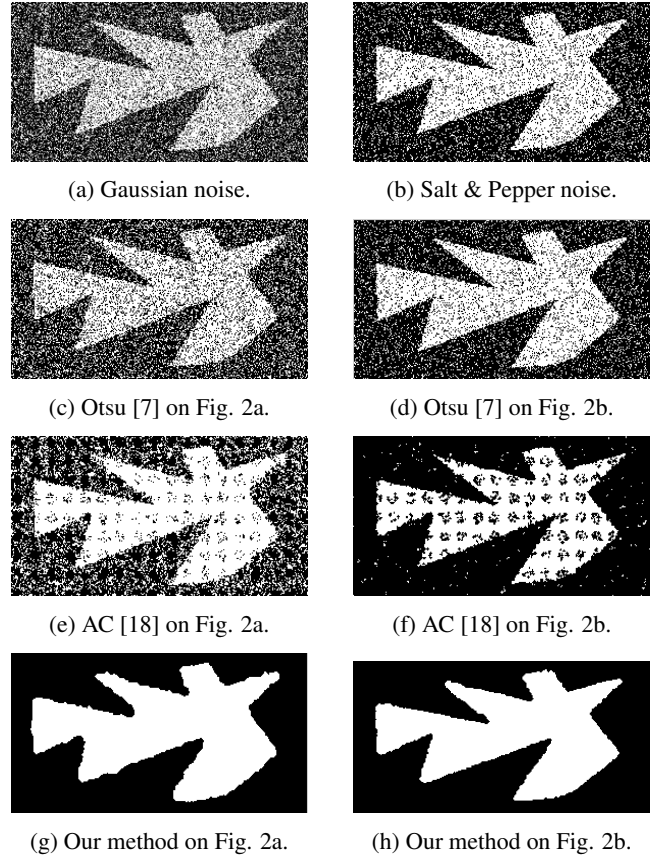 (a) Gaussian noise.
(b) Salt & Pepper noise.
(c) Otsu [7] on Fig. 2a.
(d) Otsu [7] on Fig. 2b.
(e) AC [18] on Fig. 2a.
(f) AC [18] on Fig. 2b.
(g) Our method on Fig. 2a.
(h) Our method on Fig. 2b.